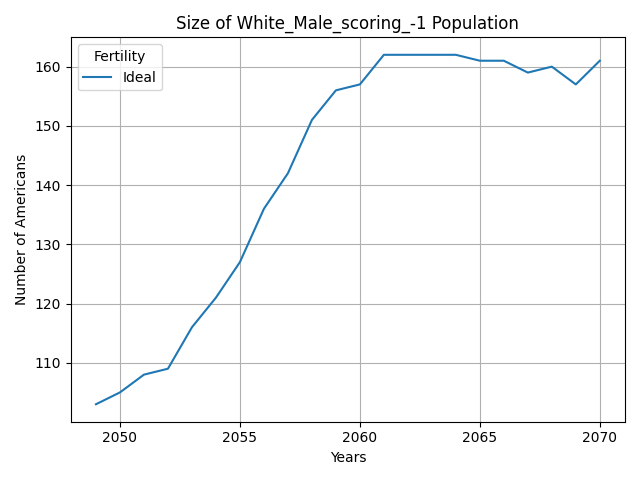 Size of White_Male_scoring_-1 Population
Fertility
Ideal
160
150
140
130
120
110
Number of Americans
2050 2055 2060 2065 2070
Years